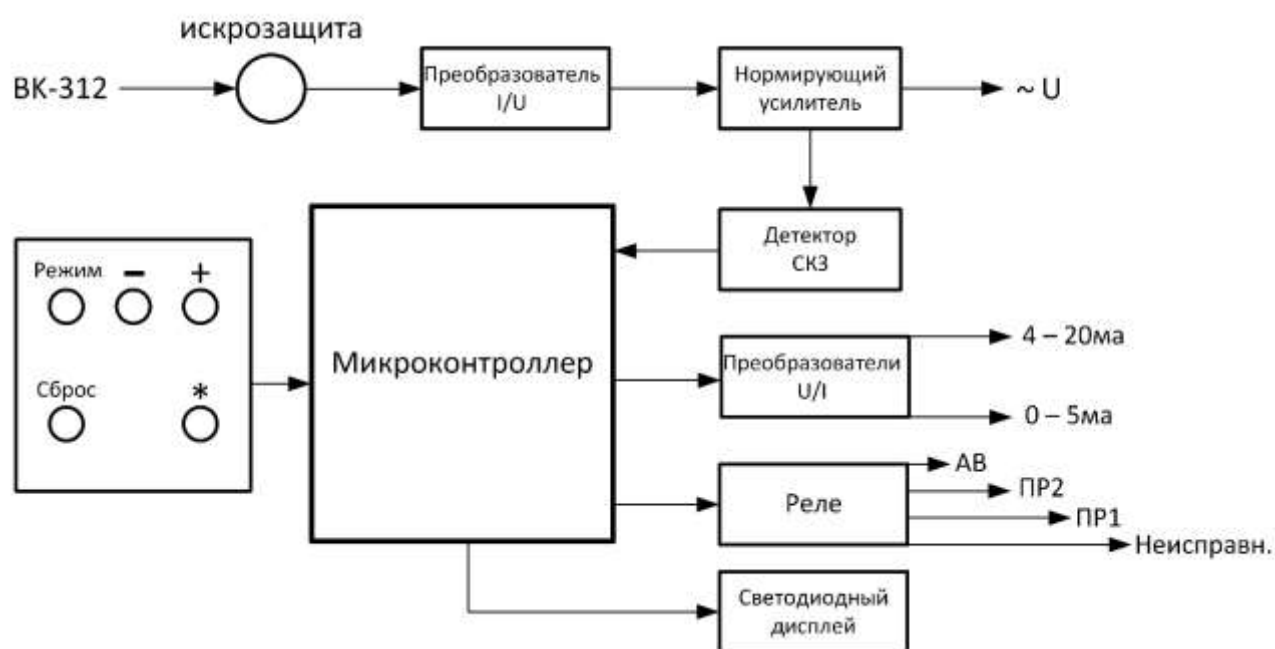 искрозащита
ВК-312
Преобразователь
I/U
Нормирующий
усилитель
~ U
Детектор
СКЗ
Режим - +
Сброс *
Микроконтроллер
Преобразователи
U/I
4 – 20ма
0 – 5ма
Реле
АВ
ПР2
ПР1
Неисправн.
Светодиодный
дисплей